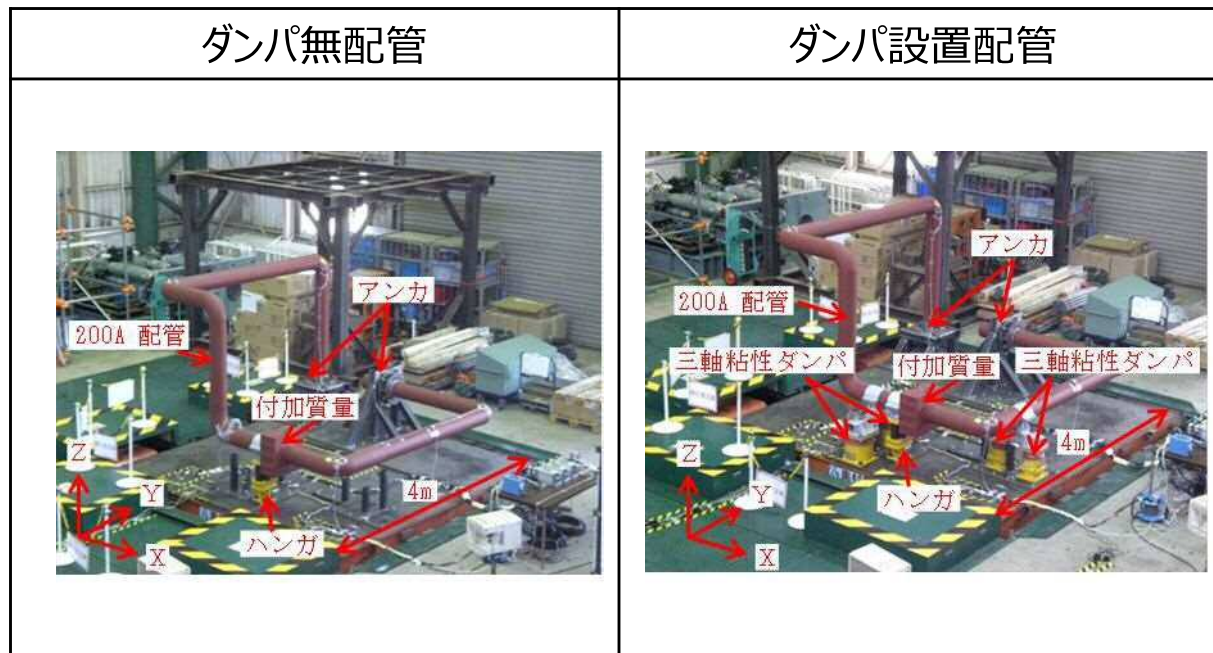 ダンパ無配管
ダンパ設置配管
アンカ
200A 配管
付加質量
Z
Y
X
4m
ハンガ
アンカ
200A 配管
三軸粘性ダンパ
付加質量
三軸粘性ダンパ
Z
Y
X
4m
ハンガ